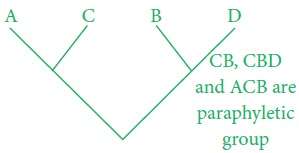 A C B D
CB, CBD
and ACB are
paraphyletic
group